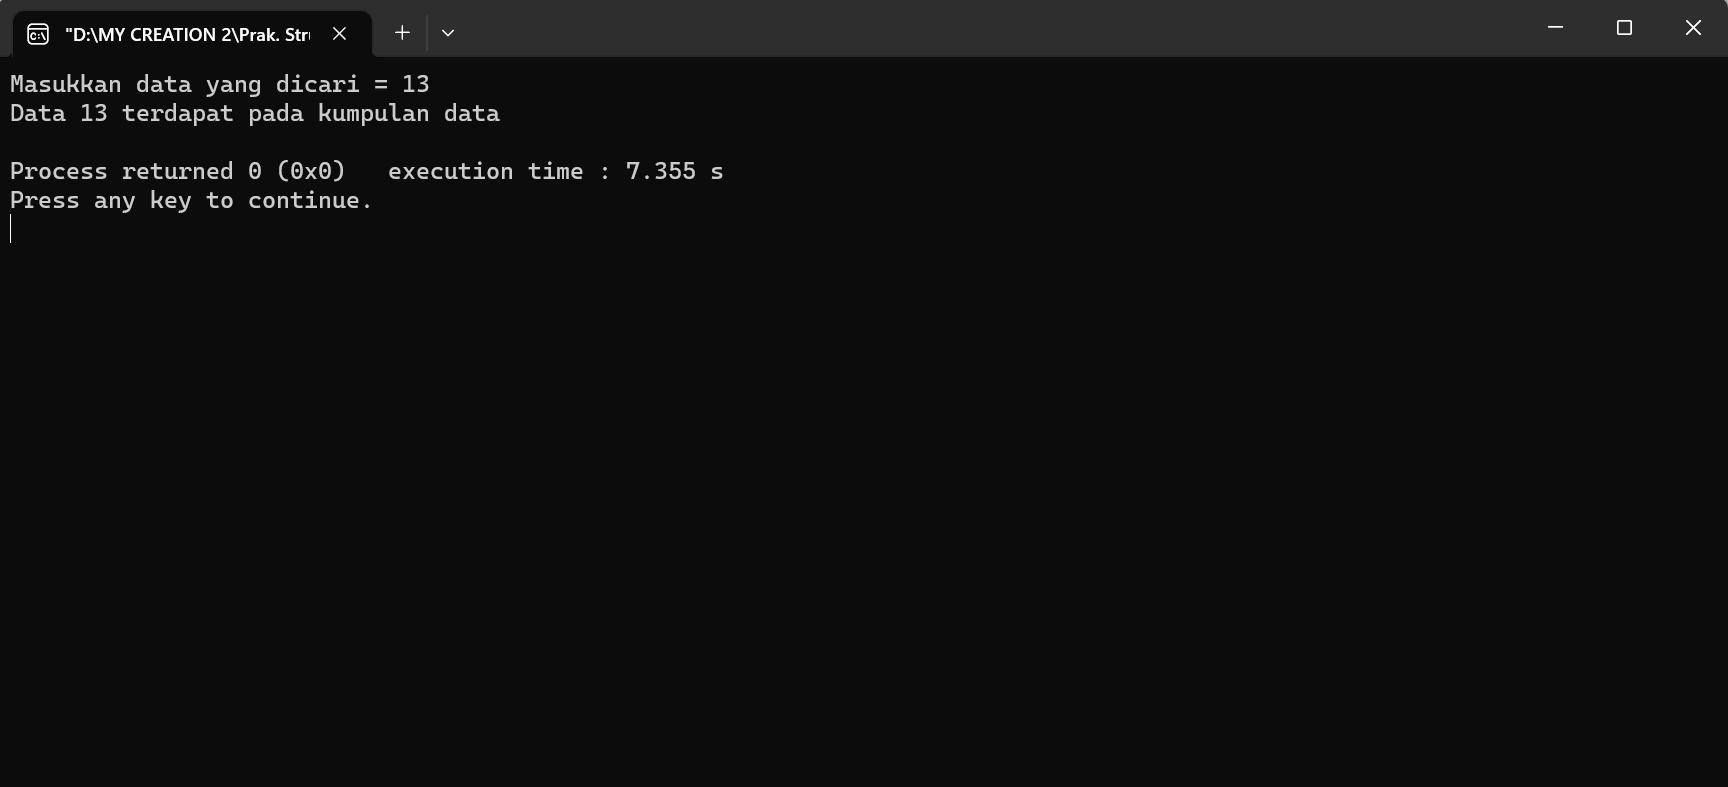 "D:\MY CREATION 2\Prak. Str
Masukkan data yang dicari = 13
Data 13 terdapat pada kumpulan data
Process returned 0 (0x0)   execution time : 7.355 s
Press any key to continue.